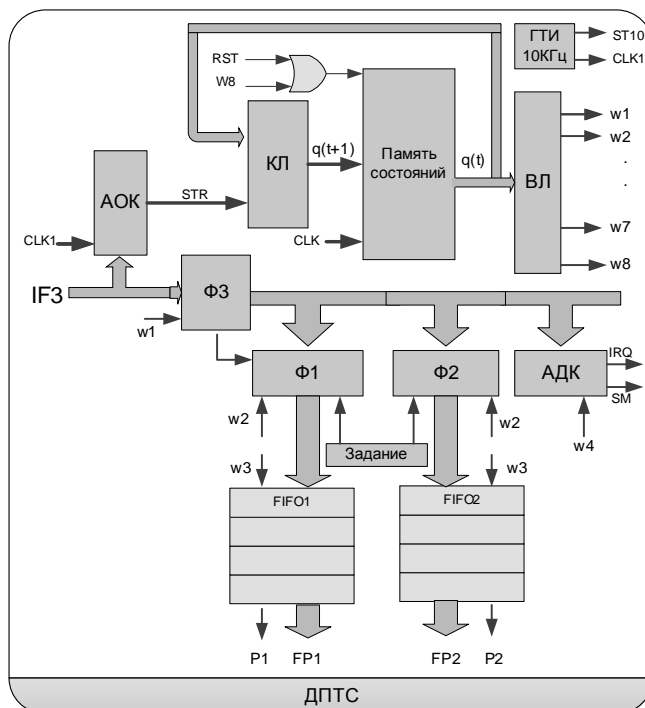 ГТИ
10КГц
ST10
CLK1
RST
W8
КЛ
q(t+1)
Память
состояний
q(t)
ВЛ
w1
w2
.
.
w7
w8
АОК
STR
CLK1
CLK
IF3
Ф3
w1
Ф1
Ф2
АДК
IRQ
SM
w2
w2
w4
Задание
w3
w3
FIFO1
FIFO2
P1
FP1
FP2
P2
ДПТС